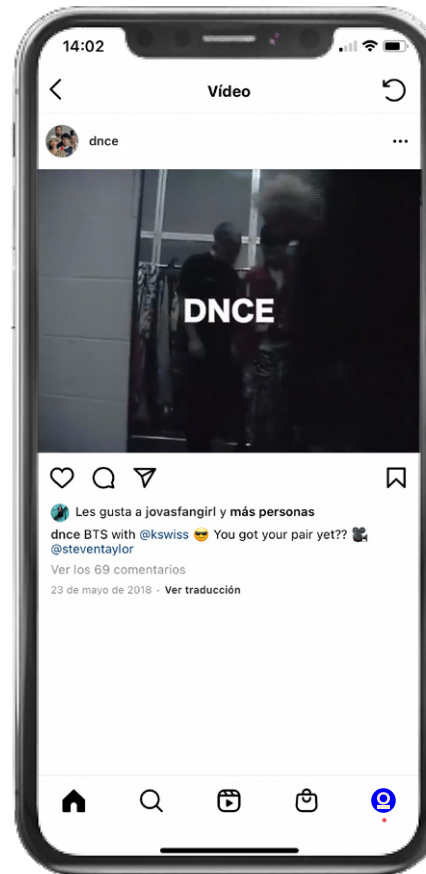 14:02
Vídeo
dnce
DNCE
Les gusta a jovasfangirl y más personas
dnce BTS with @kswiss 😎 You got your pair yet?? 🎥
@steventaylor
Ver los 69 comentarios
23 de mayo de 2018 · Ver traducción